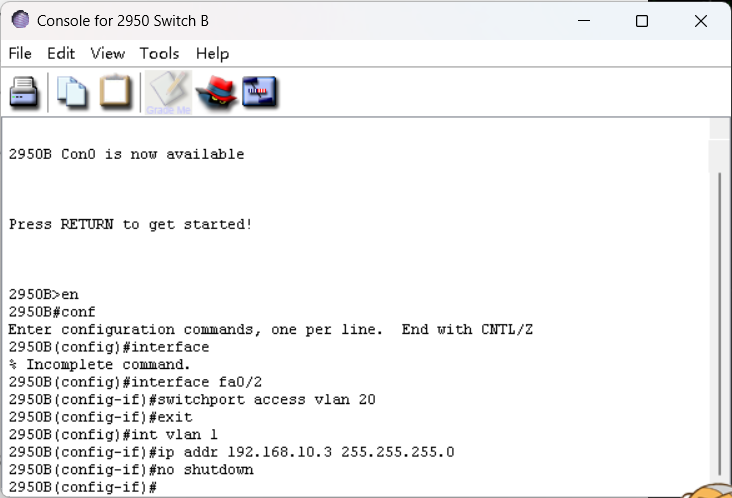 Console for 2950 Switch B
File Edit View Tools Help
Grade Me
2950B Con0 is now available
Press RETURN to get started!
2950B>en
2950B#conf
Enter configuration commands, one per line.  End with CNTL/Z
2950B(config)#interface
% Incomplete command.
2950B(config)#interface fa0/2
2950B(config-if)#switchport access vlan 20
2950B(config-if)#exit
2950B(config)#int vlan 1
2950B(config-if)#ip addr 192.168.10.3 255.255.255.0
2950B(config-if)#no shutdown
2950B(config-if)#